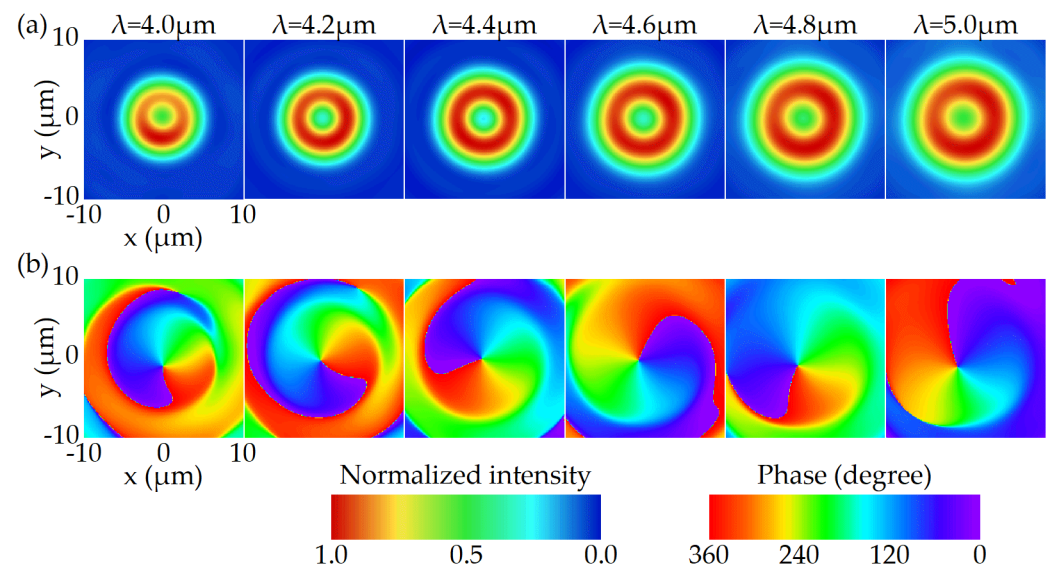 (a) λ=4.0μm λ=4.2μm λ=4.4μm λ=4.6μm λ=4.8μm λ=5.0μm
10
0
-10
y (μm)
-10 0 10
x (μm)
(b)
10
0
-10
y (μm)
-10 0 10
x (μm)
Normalized intensity
1.0 0.5 0.0
Phase (degree)
360 240 120 0